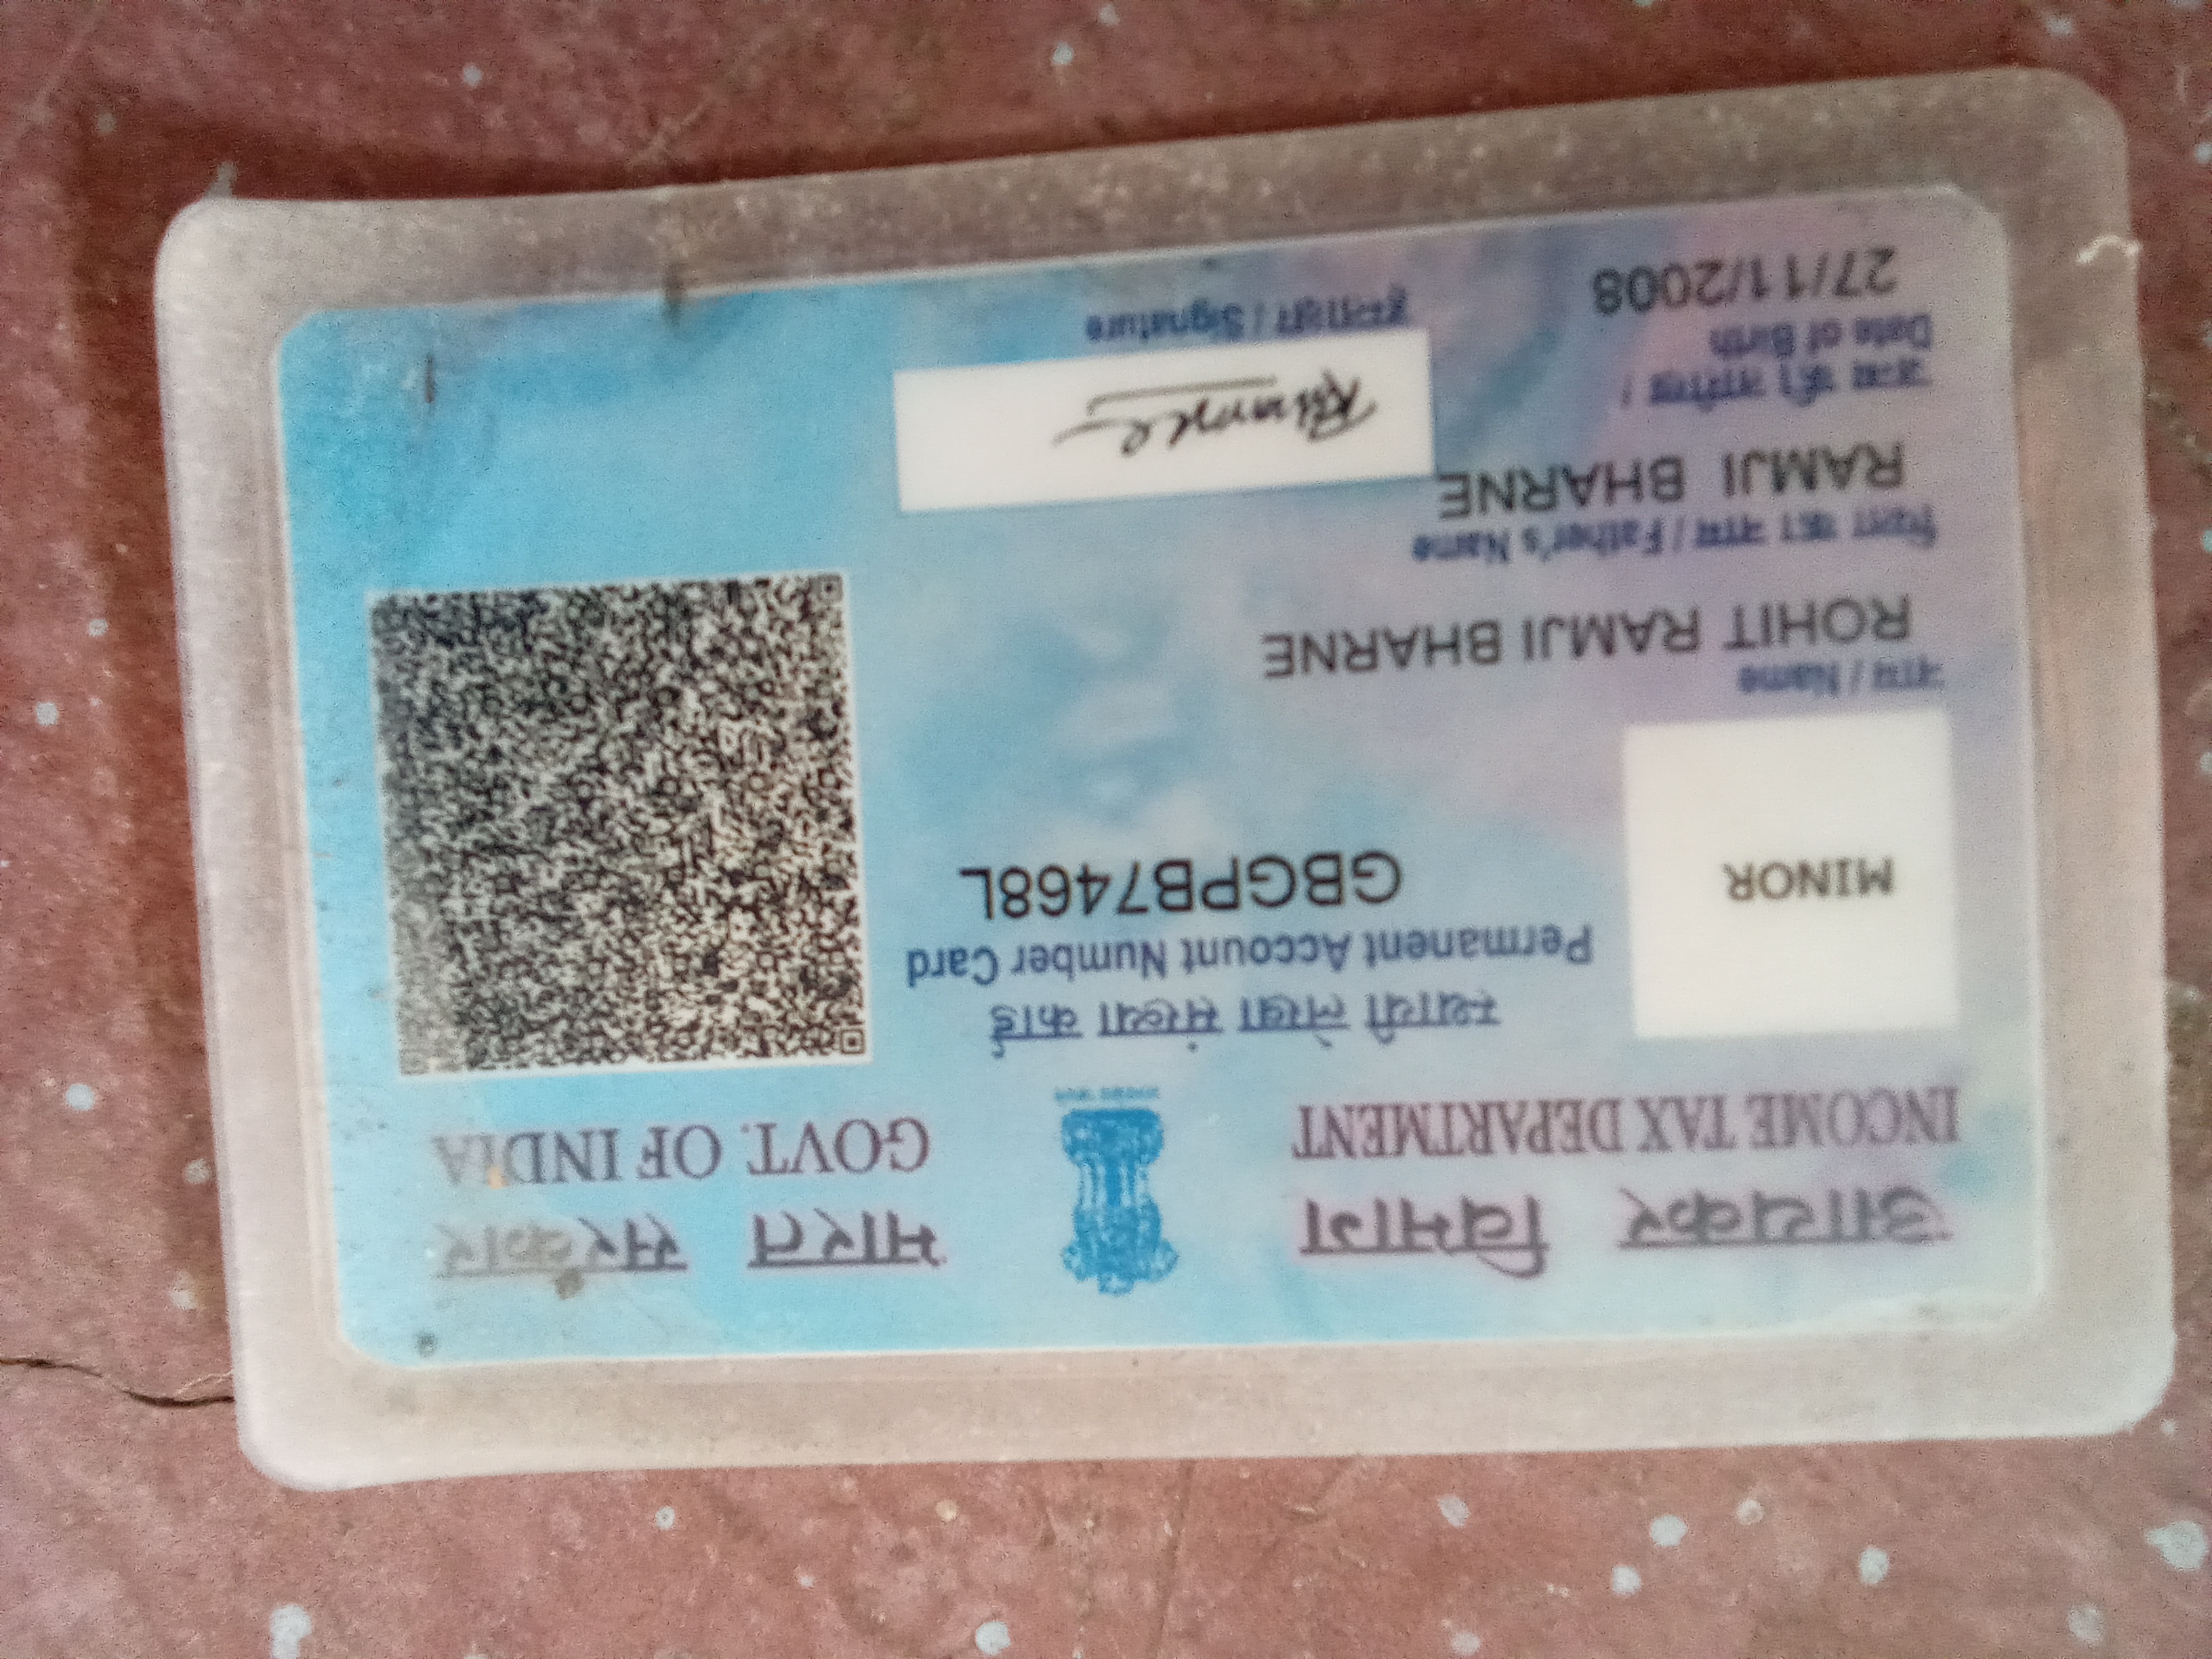 आयकर विभाग
INCOME TAX DEPARTMENT
भारत सरकार
GOVT. OF INDIA
स्थायी लेखा संख्या कार्ड
Permanent Account Number Card
GBGPB7468L
MINOR
नाम / Name
ROHIT RAMJI BHARNE
पिता का नाम / Father's Name
RAMJI BHARNE
जन्म की तारीख /
Date of Birth
27/11/2008
हस्ताक्षर / Signature